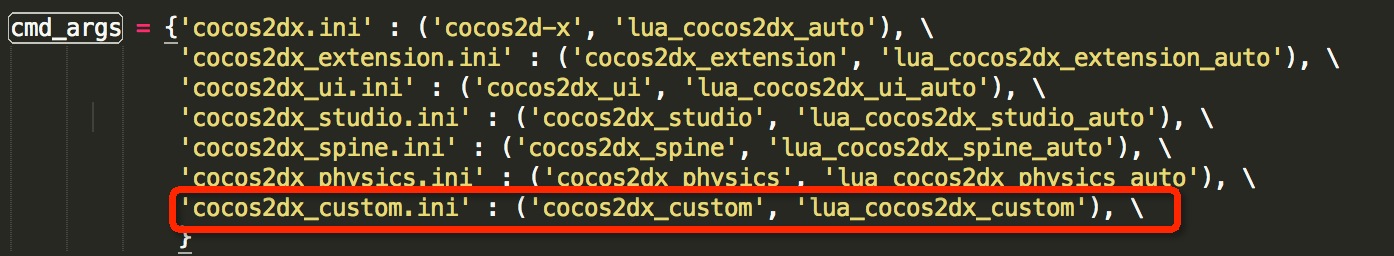 cmd_args = {'cocos2dx.ini' : ('cocos2d-x', 'lua_cocos2dx_auto'), \
'cocos2dx_extension.ini' : ('cocos2dx_extension', 'lua_cocos2dx_extension_auto'), \
'cocos2dx_ui.ini' : ('cocos2dx_ui', 'lua_cocos2dx_ui_auto'), \
'cocos2dx_studio.ini' : ('cocos2dx_studio', 'lua_cocos2dx_studio_auto'), \
'cocos2dx_spine.ini' : ('cocos2dx_spine', 'lua_cocos2dx_spine_auto'), \
'cocos2dx_physics.ini' : ('cocos2dx_physics', 'lua_cocos2dx_physics_auto'), \
'cocos2dx_custom.ini' : ('cocos2dx_custom', 'lua_cocos2dx_custom'), \
}